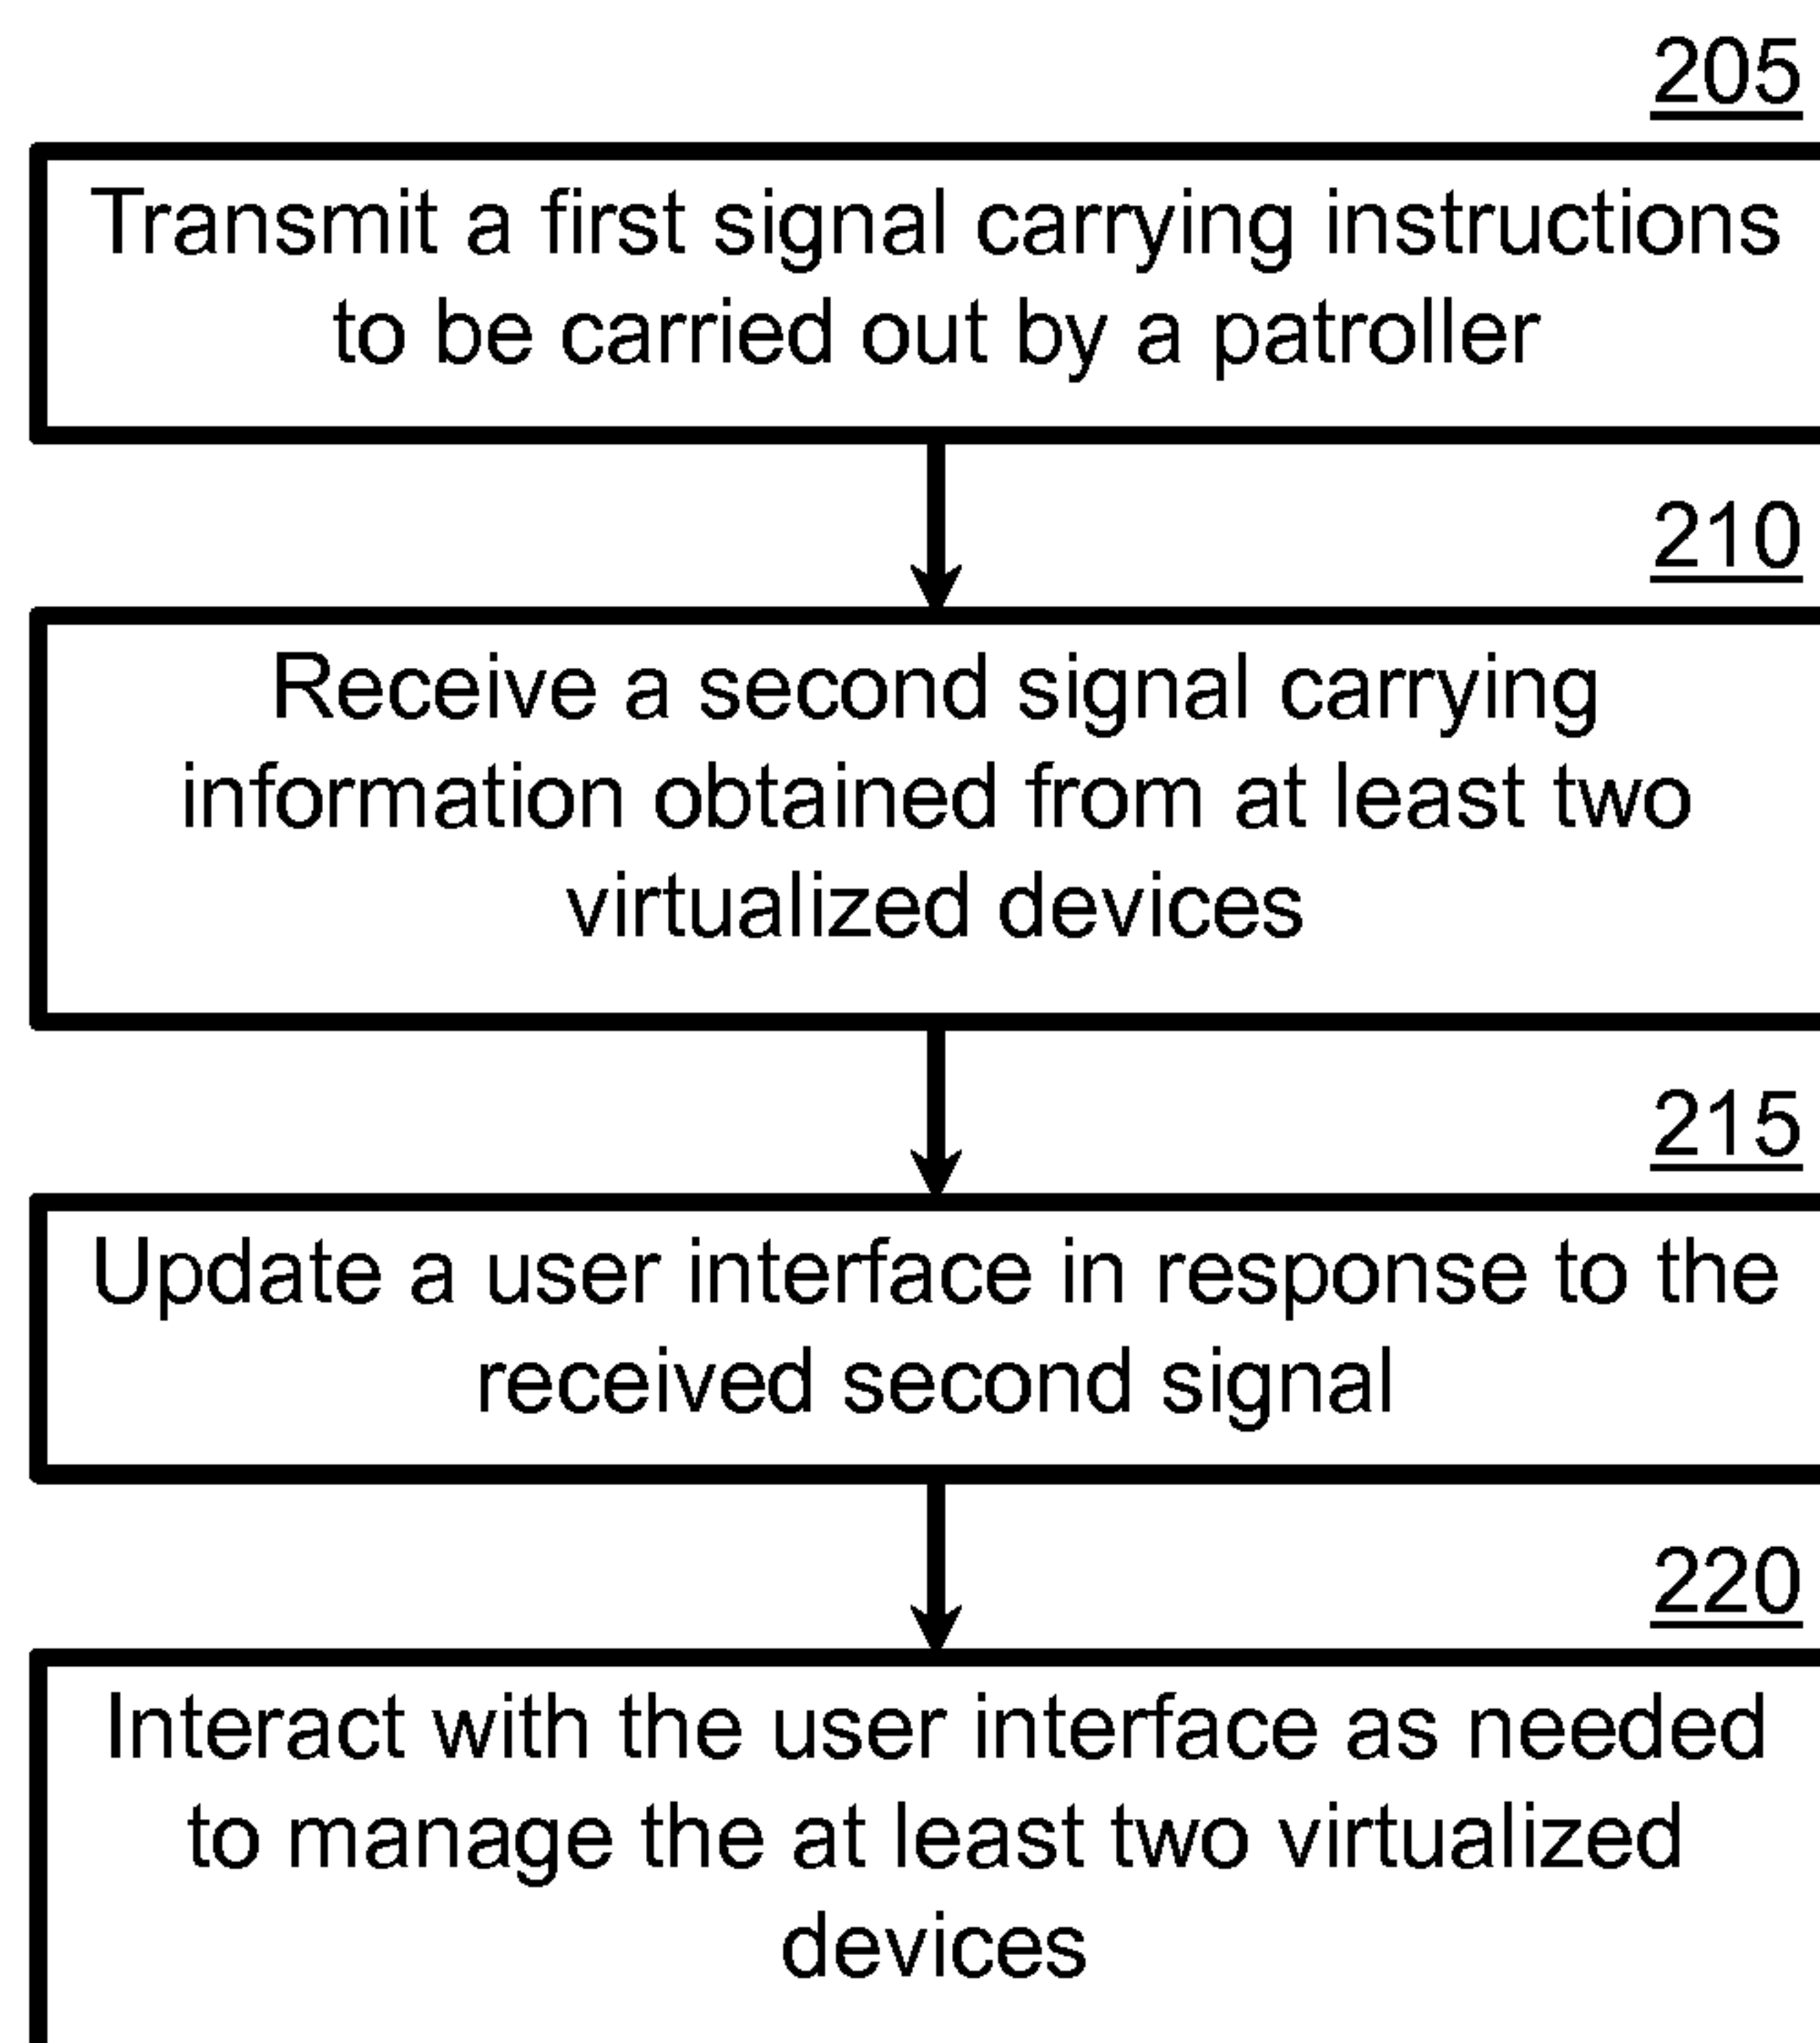 205
Transmit a first signal carrying instructions
to be carried out by a patroller
210
Receive a second signal carrying
information obtained from at least two
virtualized devices
215
Update a user interface in response to the
received second signal
220
Interact with the user interface as needed
to manage the at least two virtualized
devices